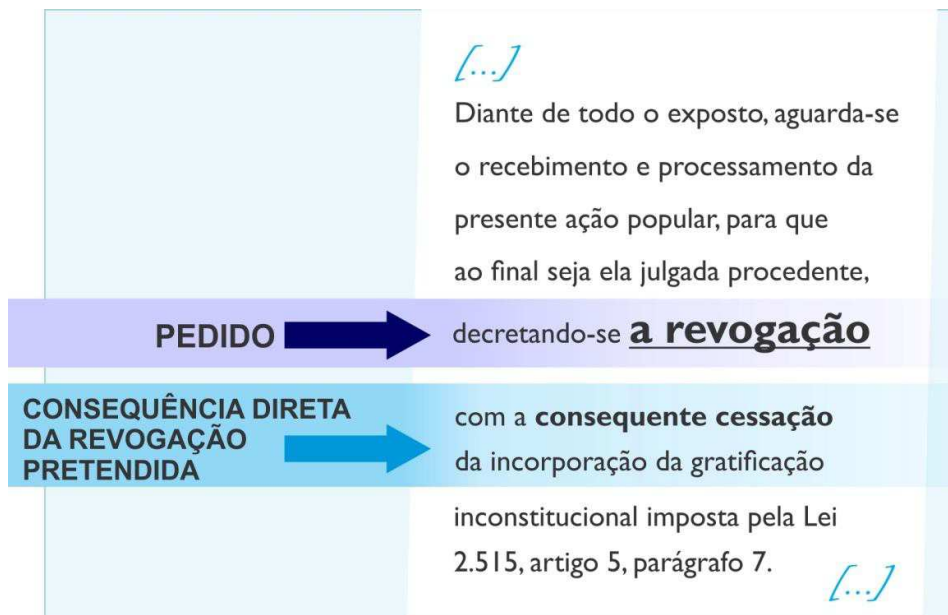 [...]
Diante de todo o exposto, aguarda-se
o recebimento e processamento da
presente ação popular, para que
ao final seja ela julgada procedente,
PEDIDO
decretando-se a revogação
CONSEQUÊNCIA DIRETA
DA REVOGAÇÃO
PRETENDIDA
com a consequente cessação
da incorporação da gratificação
inconstitucional imposta pela Lei
2.515, artigo 5, parágrafo 7.
[...]